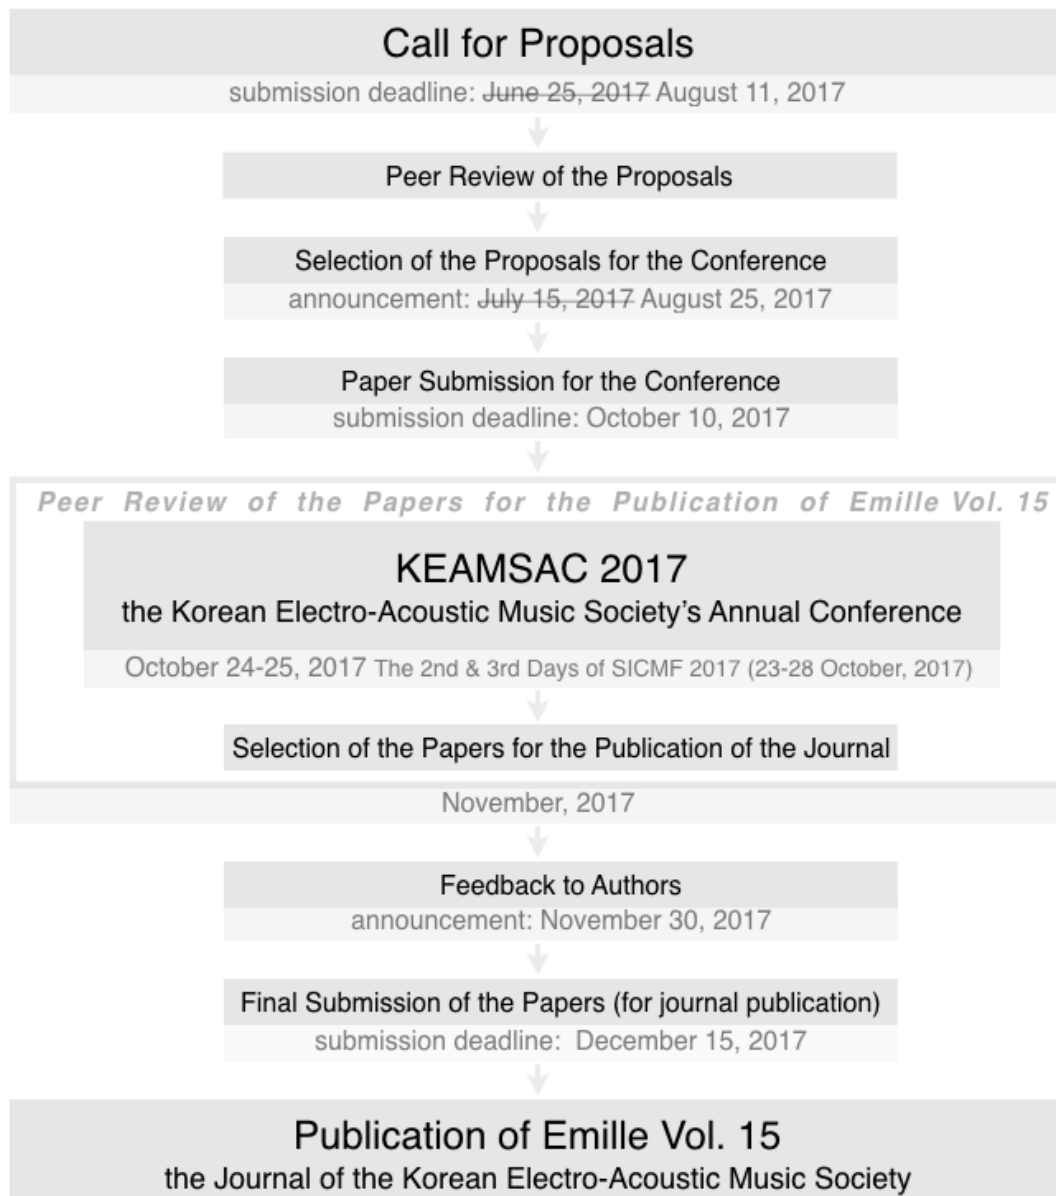 Call for Proposals
submission deadline: June 25, 2017 August 11, 2017
Peer Review of the Proposals
Selection of the Proposals for the Conference
announcement: July 15, 2017 August 25, 2017
Paper Submission for the Conference
submission deadline: October 10, 2017
Peer Review of the Papers for the Publication of Emille Vol. 15
KEAMSAC 2017
the Korean Electro-Acoustic Music Society's Annual Conference
October 24-25, 2017 The 2nd & 3rd Days of SICMF 2017 (23-28 October, 2017)
Selection of the Papers for the Publication of the Journal
November, 2017
Feedback to Authors
announcement: November 30, 2017
Final Submission of the Papers (for journal publication)
submission deadline: December 15, 2017
Publication of Emille Vol. 15
the Journal of the Korean Electro-Acoustic Music Society